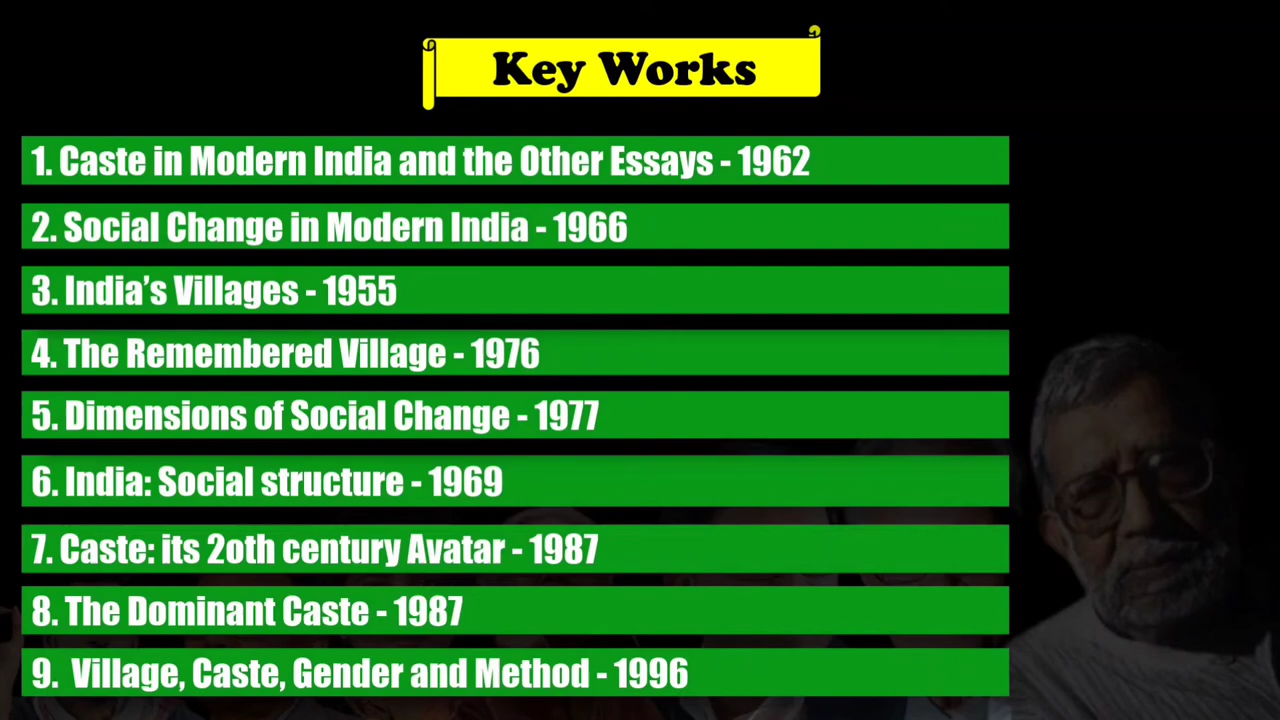 Key Works
1. Caste in Modern India and the Other Essays - 1962
2. Social Change in Modern India - 1966
3. India’s Villages - 1955
4. The Remembered Village - 1976
5. Dimensions of Social Change - 1977
6. India: Social structure - 1969
7. Caste: its 2oth century Avatar - 1987
8. The Dominant Caste - 1987
9. Village, Caste, Gender and Method - 1996